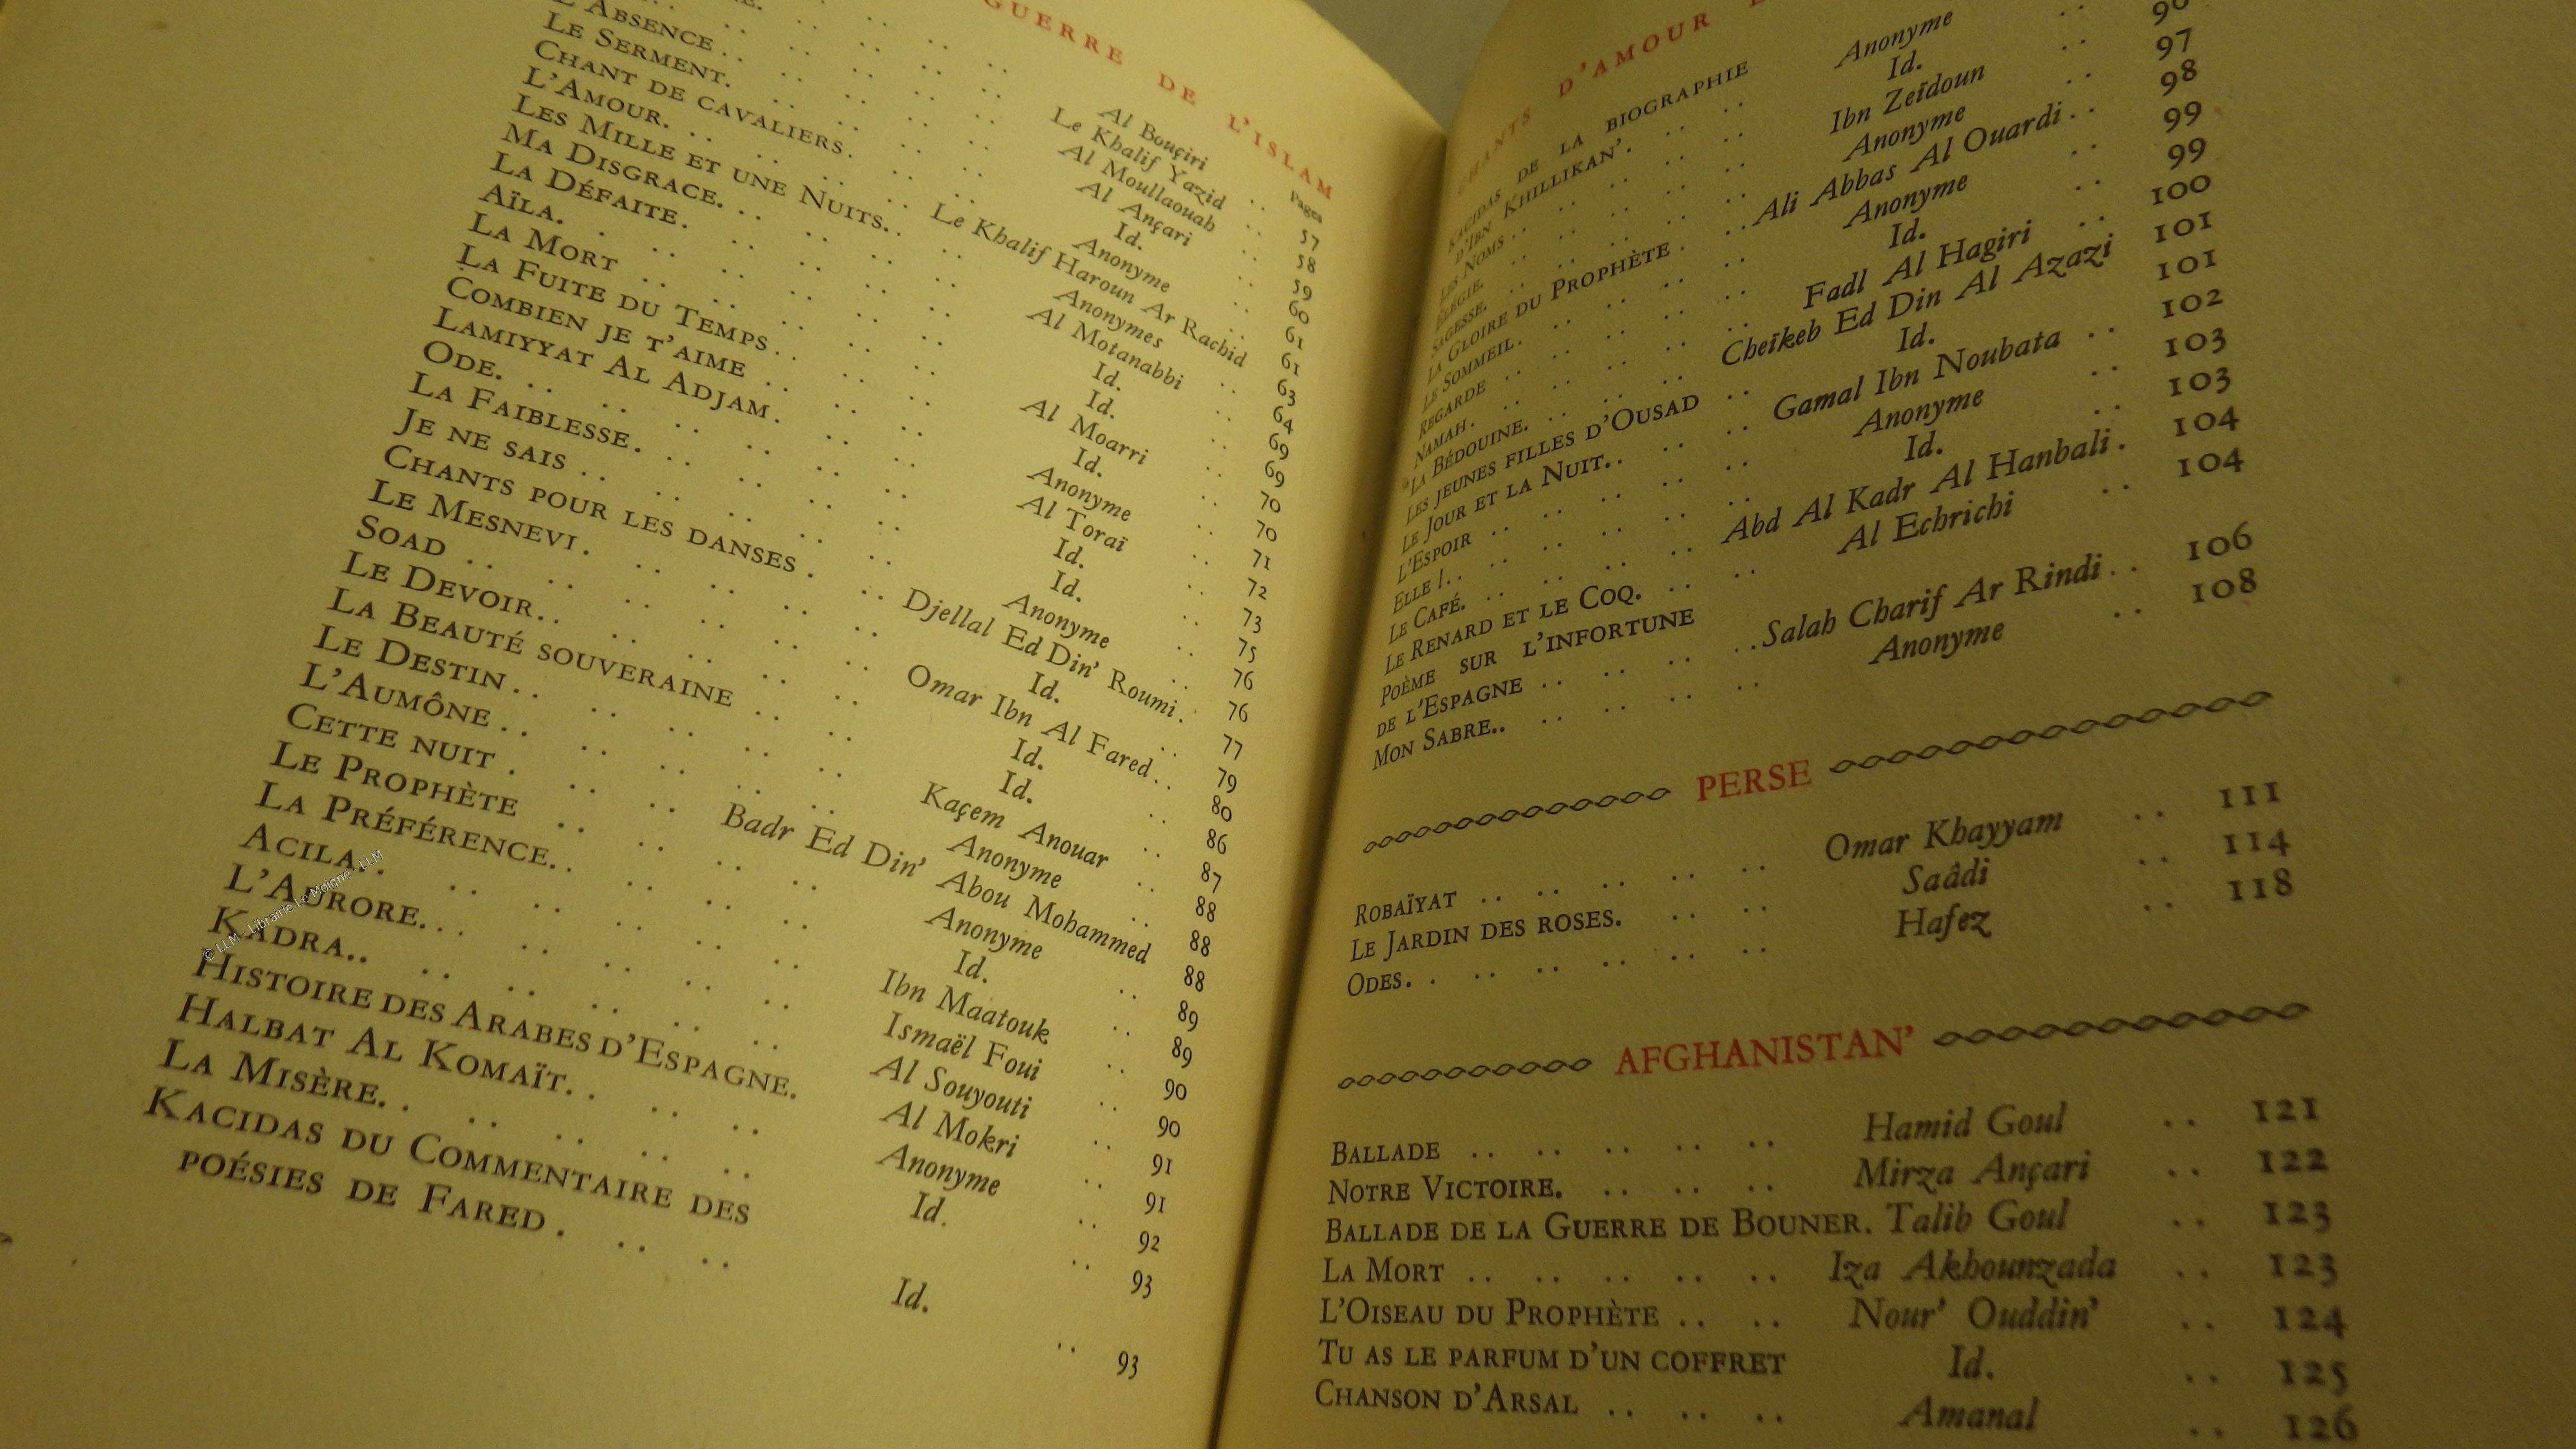 GUERRE DE L'ISLAM
Pages
Al Bouçiri .. 57
Le Khalif Yazid .. 58
Al Moullaouah .. 59
L'ABSENCE .. Al Ançari .. 60
LE SERMENT. Id. .. 61
CHANT DE CAVALIERS. Anonyme .. 61
L'AMOUR. .. Le Khalif Haroun Ar Rachid 63
LES MILLE ET UNE NUITS. Anonymes .. 64
MA DISGRACE. .. Al Motanabbi .. 69
LA DÉFAITE. .. Id. .. 69
AÏLA. .. Id. .. 70
LA MORT .. Al Moarri .. 70
LA FUITE DU TEMPS .. Id. .. 71
COMBIEN JE T'AIME .. Anonyme .. 72
LAMIYYAT AL ADJAM. Al Toraï .. 73
ODE. .. Id. .. 75
LA FAIBLESSE. .. Id. .. 76
JE NE SAIS .. Anonyme .. 76
CHANTS POUR LES DANSES . Djellal Ed Din' Roumi . 77
LE MESNEVI. Id. .. 79
SOAD .. Omar Ibn Al Fared .. 80
LE DEVOIR.. Id. .. 86
LA BEAUTÉ SOUVERAINE .. Id. .. 87
LE DESTIN .. Kaçem Anouar .. 88
L'AUMÔNE .. Anonyme .. 88
CETTE NUIT . Badr Ed Din' Abou Mohammed 88
LE PROPHÈTE .. Anonyme .. 89
LA PRÉFÉRENCE.. Id. .. 89
ACILA.. Ibn Maatouk .. 90
L'AURORE. .. Ismaël Foui .. 90
KADRA.. Al Souyouti .. 91
HISTOIRE DES ARABES D'ESPAGNE. Al Mokri .. 91
HALBAT AL KOMAÏT. .. Anonyme .. 92
LA MISÈRE. .. Id. .. 93
KACIDAS DU COMMENTAIRE DES
POÉSIES DE FARED . Id. .. 93
© LLM - Librairie Le Moigne - LLM
CHANTS D'AMOUR
KACIDAS DE LA BIOGRAPHIE
D'IBN KHILLIKAN'. Anonyme
LES NOMS .. Id.
ÉLÉGIE. Ibn Zeïdoun .. 96
SAGESSE. Anonyme .. 97
LA GLOIRE DU PROPHÈTE . Ali Abbas Al Ouardi .. 98
LE SOMMEIL. Anonyme .. 99
REGARDE .. Id. .. 99
NAMAH. Fadl Al Hagiri .. 100
LA BÉDOUINE. .. Cheïkeb Ed Din Al Azazi 101
LES JEUNES FILLES D'OUSAD .. Id. 101
LE JOUR ET LA NUIT.. Gamal Ibn Noubata .. 102
L'ESPOIR .. Anonyme .. 103
ELLE !.. Id. .. 103
LE CAFÉ. .. Abd Al Kadr Al Hanbali . 104
LE RENARD ET LE COQ. .. Al Echrichi .. 104
POÈME SUR L'INFORTUNE
DE L'ESPAGNE .. Salah Charif Ar Rindi .. 106
MON SABRE.. Anonyme .. 108
PERSE
ROBAÏYAT .. Omar Khayyam .. 111
LE JARDIN DES ROSES. .. Saâdi .. 114
ODES. . Hafez .. 118
AFGHANISTAN'
BALLADE .. Hamid Goul .. 121
NOTRE VICTOIRE. .. Mirza Ançari .. 122
BALLADE DE LA GUERRE DE BOUNER. Talib Goul .. 123
LA MORT .. Iza Akhounzada .. 123
L'OISEAU DU PROPHÈTE .. Nour' Ouddin' .. 124
TU AS LE PARFUM D'UN COFFRET Id. .. 125
CHANSON D'ARSAL .. Amanal .. 126